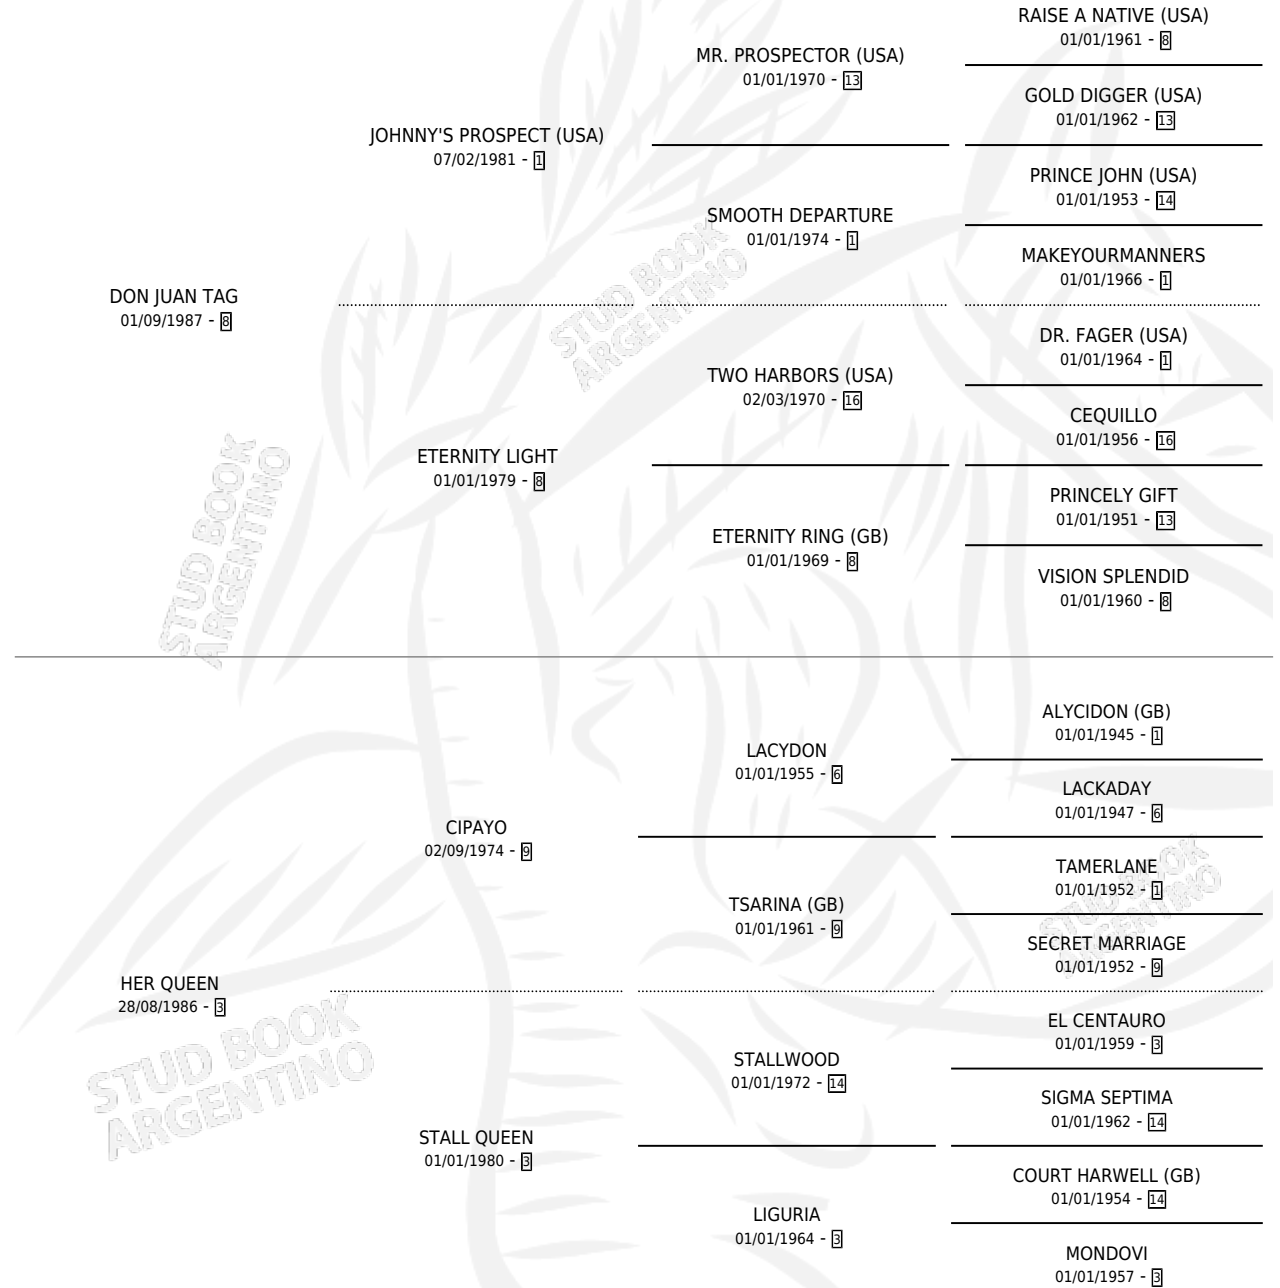 RAISE A NATIVE (USA)
01/01/1961 - 8
MR. PROSPECTOR (USA)
01/01/1970 - 13
GOLD DIGGER (USA)
01/01/1962 - 13
JOHNNY'S PROSPECT (USA)
07/02/1981 - 1
PRINCE JOHN (USA)
01/01/1953 - 14
SMOOTH DEPARTURE
01/01/1974 - 1
MAKEYOURMANNERS
01/01/1966 - 1
DON JUAN TAG
01/09/1987 - 8
DR. FAGER (USA)
01/01/1964 - 1
TWO HARBORS (USA)
02/03/1970 - 16
CEQUILLO
01/01/1956 - 16
ETERNITY LIGHT
01/01/1979 - 8
PRINCELY GIFT
01/01/1951 - 13
ETERNITY RING (GB)
01/01/1969 - 8
VISION SPLENDID
01/01/1960 - 8
STUD BOOK
ARGENTINO
STUD BOOK
ARGENTINO
ALYCIDON (GB)
01/01/1945 - 1
LACYDON
01/01/1955 - 6
LACKADAY
01/01/1947 - 6
CIPAYO
02/09/1974 - 9
TAMERLANE
01/01/1952 - 1
TSARINA (GB)
01/01/1961 - 9
SECRET MARRIAGE
01/01/1952 - 9
HER QUEEN
28/08/1986 - 3
EL CENTAURO
01/01/1959 - 3
STALLWOOD
01/01/1972 - 14
SIGMA SEPTIMA
01/01/1962 - 14
STALL QUEEN
01/01/1980 - 3
COURT HARWELL (GB)
01/01/1954 - 14
LIGURIA
01/01/1964 - 3
MONDOVI
01/01/1957 - 3
STUD BOOK
ARGENTINO
STUD BOOK
ARGENTINO